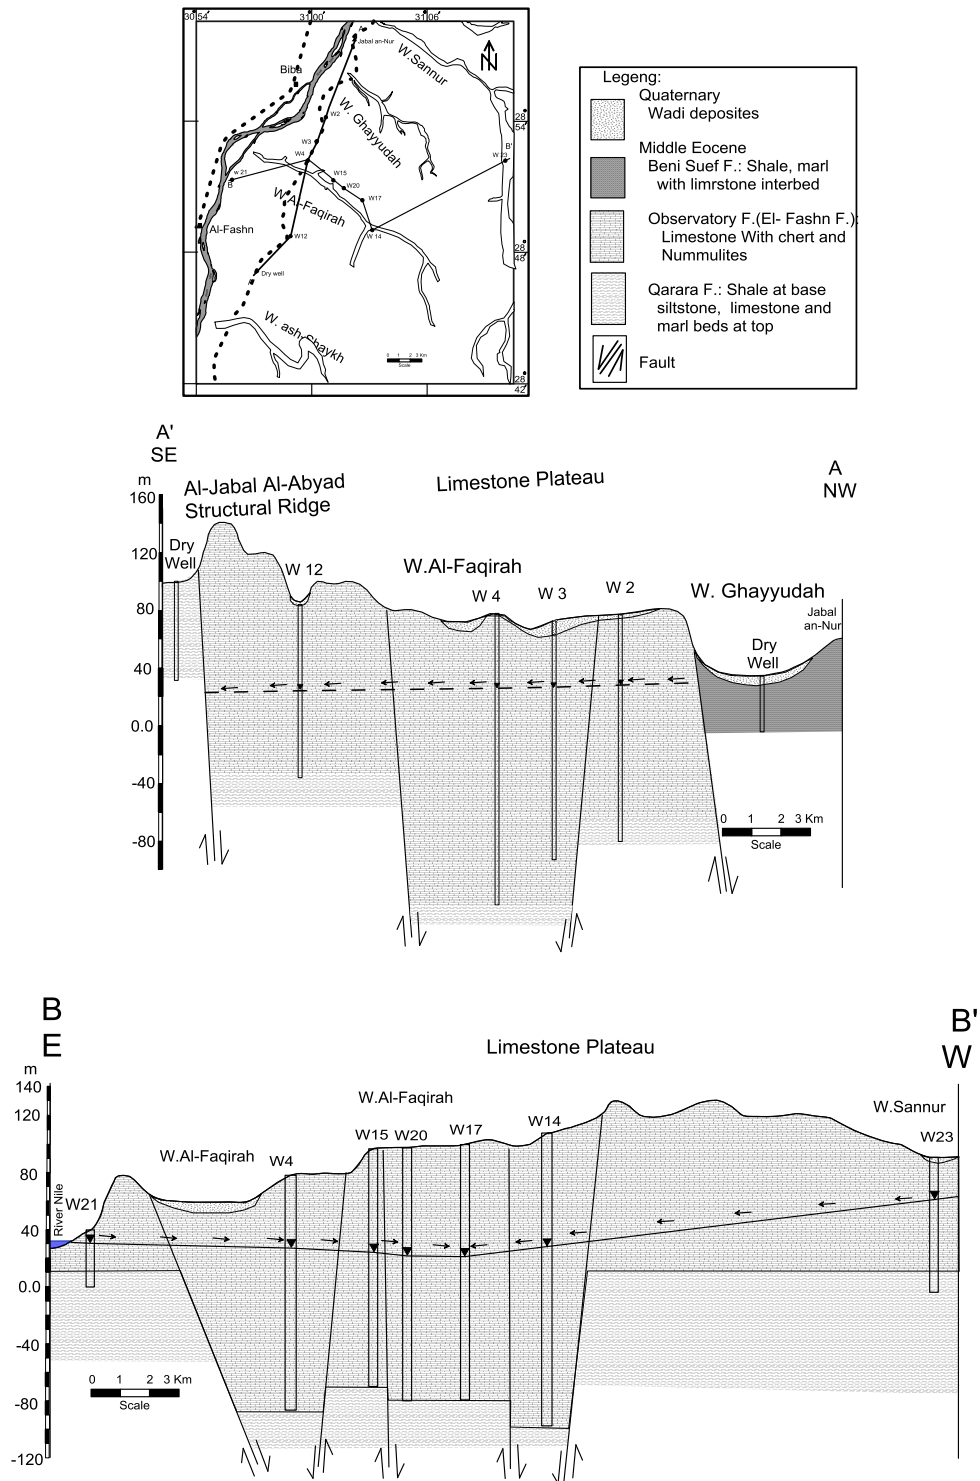 30 54'
31 00'
31 06'
A
Jabal an-Nur
W.Sannur
N
Biba
W2
W. Ghayyudah
28 54'
W3
W4
B'
W 23
w 21
B
W15
W20
W17
W.Al-Faqirah
Al-Fashn
W12
W 14
28 48'
Dry well
W. ash-Shaykh
0 1 2 3 Km
Scale
28 42'
Legeng:
Quaternary
Wadi deposites
Middle Eocene
Beni Suef F.: Shale, marl
with limrstone interbed
Observatory F.(El- Fashn F.):
Limestone With chert and
Nummulites
Qarara F.: Shale at base
siltstone, limestone and
marl beds at top
Fault
A'
SE
A
NW
m
Al-Jabal Al-Abyad
Structural Ridge
Limestone Plateau
160
120
80
40
0.0
-40
-80
Dry
Well
W 12
W.Al-Faqirah
W 4
W 3
W 2
W. Ghayyudah
Jabal
an-Nur
Dry
Well
0 1 2 3 Km
Scale
B
E
B'
W
Limestone Plateau
m
140
120
80
40
0.0
-40
-80
-120
River Nile
W21
W.Al-Faqirah
W4
W.Al-Faqirah
W15
W20
W17
W14
W.Sannur
W23
0 1 2 3 Km
Scale